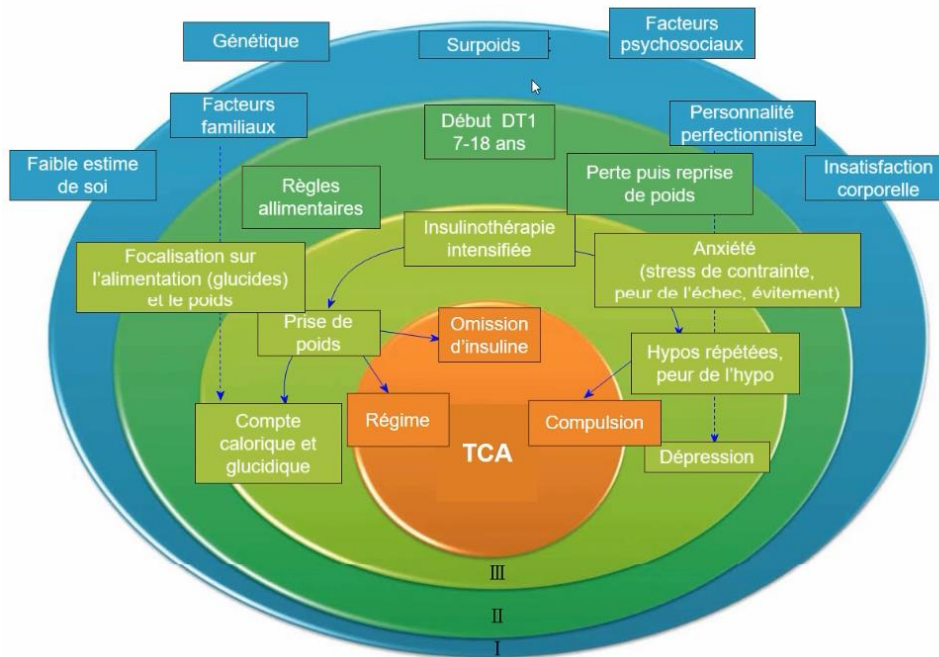 Génétique
Surpoids
Facteurs
psychosociaux
Facteurs
familiaux
Début DT1
7-18 ans
Personnalité
perfectionniste
Faible estime
de soi
Règles
allimentaires
Perte puis reprise
de poids
Insatisfaction
corporelle
Insulinothérapie
intensifiée
Focalisation sur
l'alimentation (glucides)
et le poids
Anxiété
(stress de contrainte,
peur de l'échec, évitement)
Prise de
poids
Omission
d'insuline
Hypos répétées,
peur de l'hypo
Compte
calorique et
glucidique
Régime
Compulsion
TCA
Dépression
III
II
I